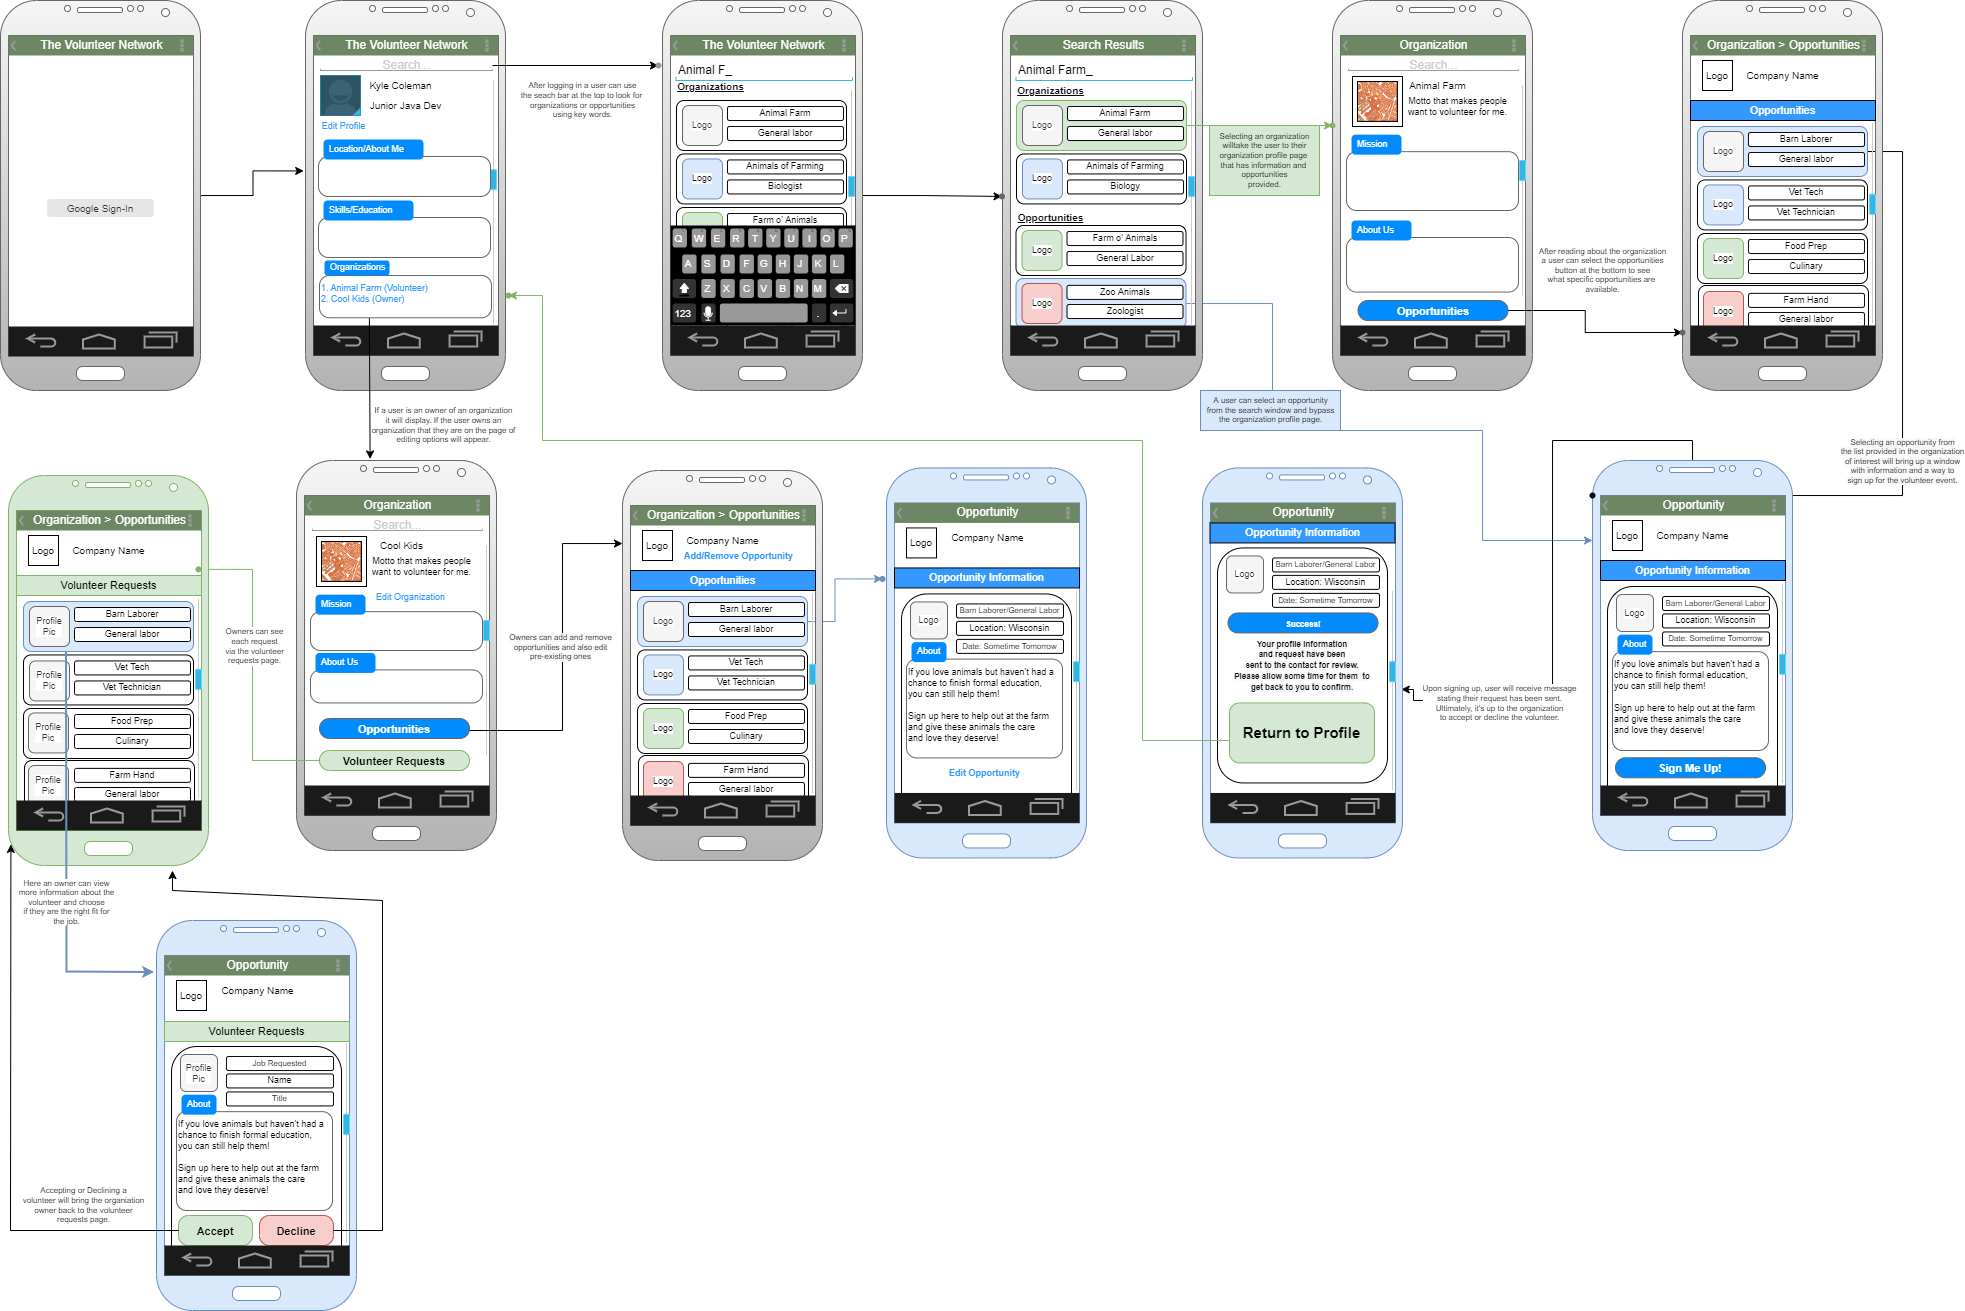 The Volunteer Network
Google Sign-In
The Volunteer Network
Search...
Kyle Coleman
Junior Java Dev
Edit Profile
Location/About Me
Skills/Education
Organizations
1. Animal Farm (Volunteer)
2. Cool Kids (Owner)
After logging in a user can use
the seach bar at the top to look for
organizations or opportunities
using key words.
The Volunteer Network
Animal F_
Organizations
Logo
Animal Farm
General labor
Logo
Animals of Farming
Biologist
Farm o' Animals
Q W E R T Y U I O P
A S D F G H J K L
Z X C V B N M
123
.
Search Results
Animal Farm_
Organizations
Logo
Animal Farm
General labor
Logo
Animals of Farming
Biology
Opportunities
Logo
Farm o' Animals
General Labor
Logo
Zoo Animals
Zoologist
Selecting an organization
willtake the user to their
organization profile page
that has information and
opportunities
provided.
Organization
Search...
Animal Farm
Motto that makes people
want to volunteer for me.
Mission
About Us
Opportunities
After reading about the organization
a user can select the opportunities
button at the bottom to see
what specific opportunities are
available.
Organization > Opportunities
Logo
Company Name
Opportunities
Logo
Barn Laborer
General labor
Logo
Vet Tech
Vet Technician
Logo
Food Prep
Culinary
Logo
Farm Hand
General labor
If a user is an owner of an organization
it will display. If the user owns an
organization that they are on the page of
editing options will appear.
A user can select an opportunity
from the search window and bypass
the organization profile page.
Selecting an opportunity from
the list provided in the organization
of interest will bring up a window
with information and a way to
sign up for the volunteer event.
Organization > Opportunities
Logo
Company Name
Volunteer Requests
Profile
Pic
Barn Laborer
General labor
Profile
Pic
Vet Tech
Vet Technician
Profile
Pic
Food Prep
Culinary
Profile
Pic
Farm Hand
General labor
Owners can see
each request
via the volunteer
requests page.
Organization
Search...
Cool Kids
Motto that makes people
want to volunteer for me.
Edit Organization
Mission
About Us
Opportunities
Volunteer Requests
Owners can add and remove
opportunities and also edit
pre-existing ones
Organization > Opportunities
Logo
Company Name
Add/Remove Opportunity
Opportunities
Logo
Barn Laborer
General labor
Logo
Vet Tech
Vet Technician
Logo
Food Prep
Culinary
Logo
Farm Hand
General labor
Opportunity
Logo
Company Name
Opportunity Information
Logo
Barn Laborer/General Labor
Location: Wisconsin
Date: Sometime Tomorrow
About
If you love animals but haven't had a
chance to finish formal education,
you can still help them!
Sign up here to help out at the farm
and give these animals the care
and love they deserve!
Edit Opportunity
Opportunity
Opportunity Information
Logo
Barn Laborer/General Labor
Location: Wisconsin
Date: Sometime Tomorrow
Success!
Your profile information
and request have been
sent to the contact for review.
Please allow some time for them to
get back to you to confirm.
Return to Profile
Upon signing up, user will receive message
stating their request has been sent.
Ultimately, it's up to the organization
to accept or decline the volunteer.
Opportunity
Logo
Company Name
Opportunity Information
Logo
Barn Laborer/General Labor
Location: Wisconsin
Date: Sometime Tomorrow
About
If you love animals but haven't had a
chance to finish formal education,
you can still help them!
Sign up here to help out at the farm
and give these animals the care
and love they deserve!
Sign Me Up!
Here an owner can view
more information about the
volunteer and choose
if they are the right fit for
the job.
Opportunity
Logo
Company Name
Volunteer Requests
Profile
Pic
Job Requested
Name
Title
About
If you love animals but haven't had a
chance to finish formal education,
you can still help them!
Sign up here to help out at the farm
and give these animals the care
and love they deserve!
Accept
Decline
Accepting or Declining a
volunteer will bring the organiation
owner back to the volunteer
requests page.